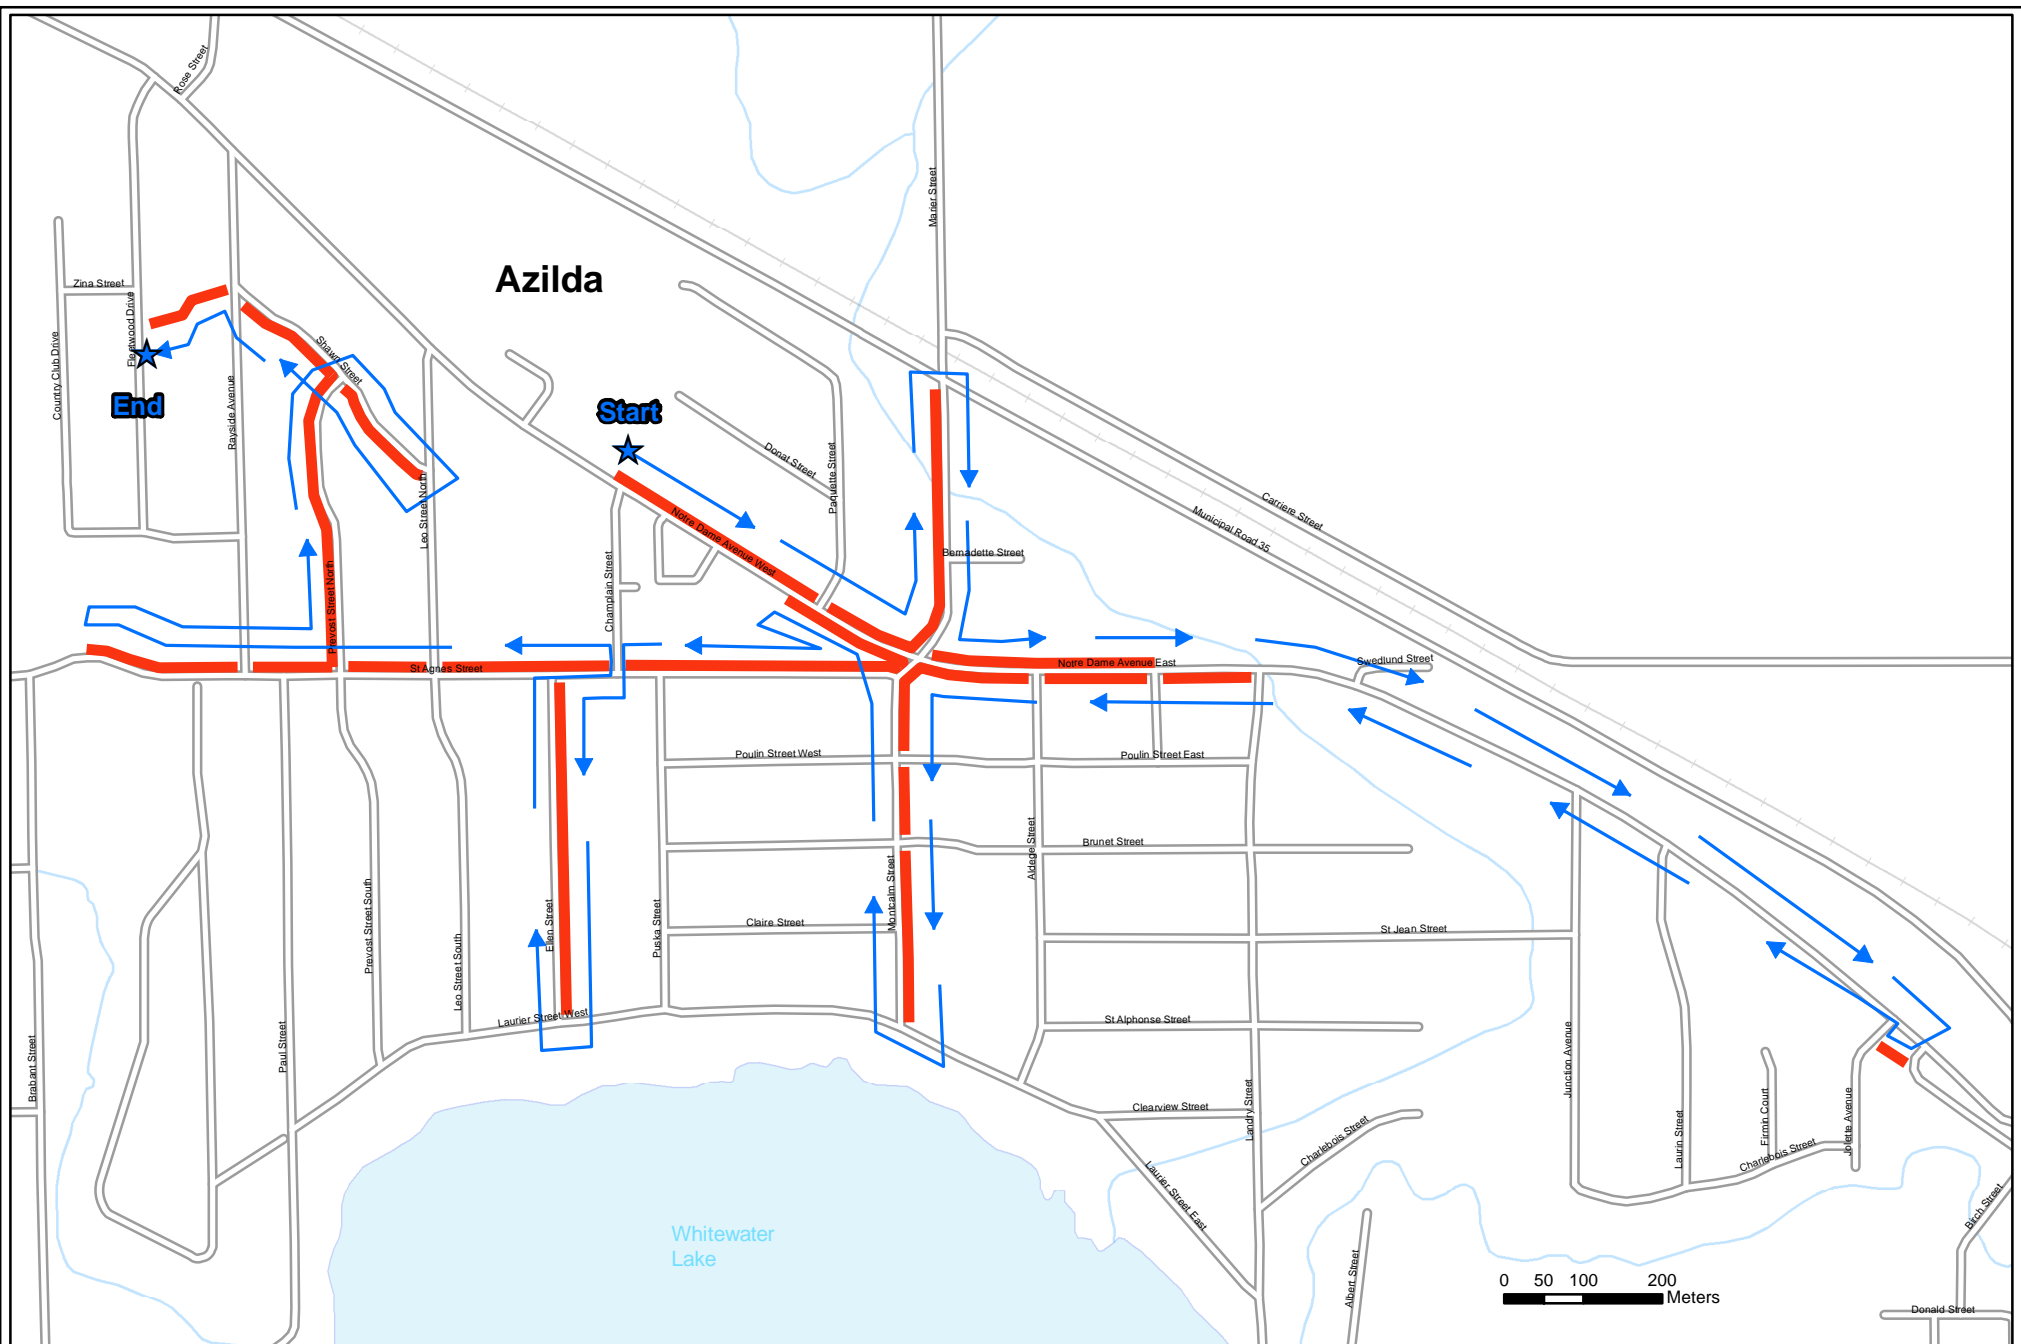 Rose Street
Marier Street
Azilda
Zina Street
Fleetwood Drive
Country Club Drive
Rayside Avenue
Shawn Street
End
Start
Donat Street
Paquette Street
Leo Street North
Notre Dame Avenue West
Bernadette Street
Municipal Road 35
Carriere Street
Champlain Street
Prevost Street North
St Agnes Street
Notre Dame Avenue East
Swedlund Street
Poulin Street West
Poulin Street East
Brunet Street
Aldege Street
Montcalm Street
Claire Street
Puska Street
Ellen Street
Prevost Street South
Leo Street South
St Jean Street
Laurier Street West
St Alphonse Street
Brabant Street
Paul Street
Junction Avenue
Clearview Street
Landry Street
Charlebois Street
Laurin Street
Firmin Court
Charlebois Street
Joliette Avenue
Laurier Street East
Birch Street
Whitewater
Lake
Albert Street
0 50 100 200
Meters
Donald Street